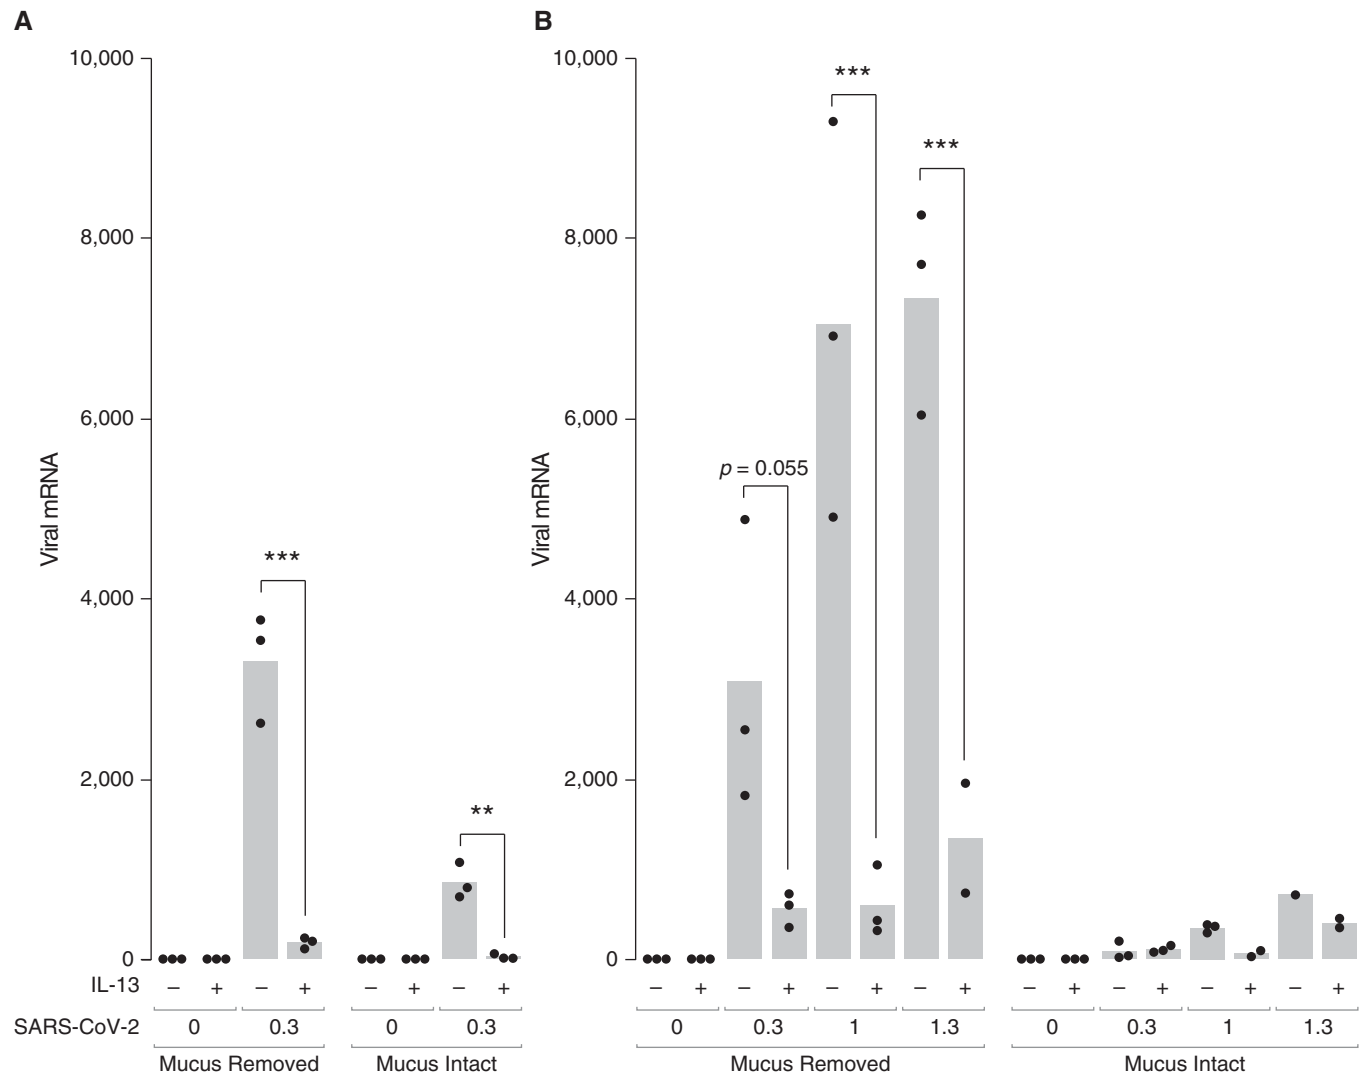 A
B
10,000
8,000
6,000
4,000
2,000
0
Viral mRNA
***
**
IL-13
– + – + – + – +
SARS-CoV-2
0 0.3 0 0.3
Mucus Removed Mucus Intact
10,000
8,000
6,000
4,000
2,000
0
Viral mRNA
p = 0.055
***
***
– + – + – + – + – + – + – + – +
0 0.3 1 1.3 0 0.3 1 1.3
Mucus Removed Mucus Intact